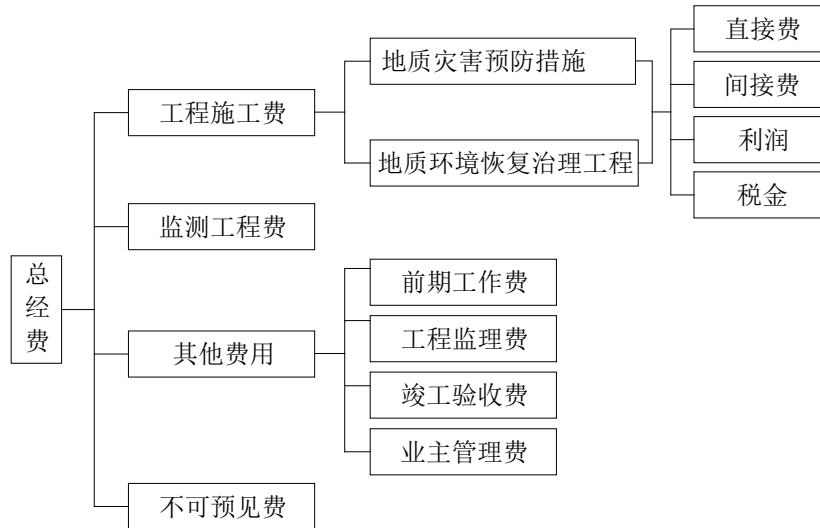 总经费
工程施工费
地质灾害预防措施
地质环境恢复治理工程
直接费
间接费
利润
税金
监测工程费
其他费用
前期工作费
工程监理费
竣工验收费
业主管理费
不可预见费